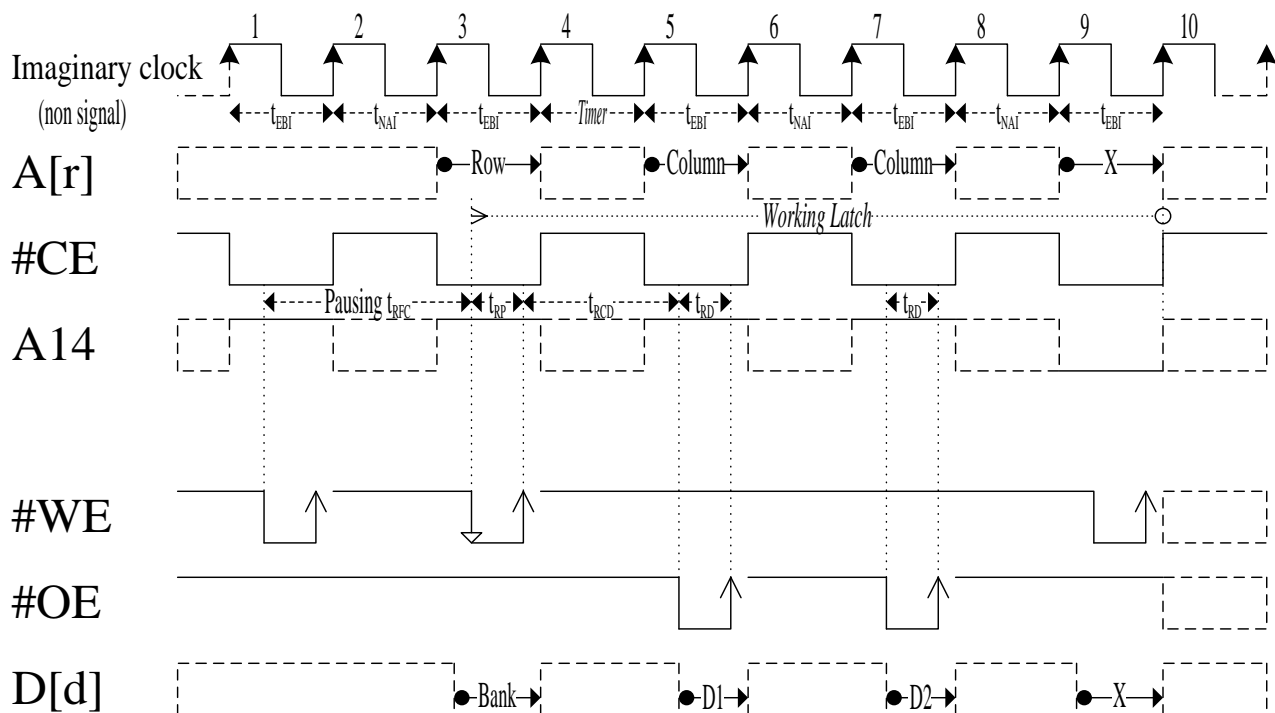 1 2 3 4 5 6 7 8 9 10
Imaginary clock
(non signal)
tEBI tNAI tEBI Timer tEBI tNAI tEBI tNAI tEBI
A[r]
Row Column Column X
Working Latch
#CE
Pausing tRFC tRP tRCD tRD tRD
A14
#WE
#OE
D[d]
Bank D1 D2 X